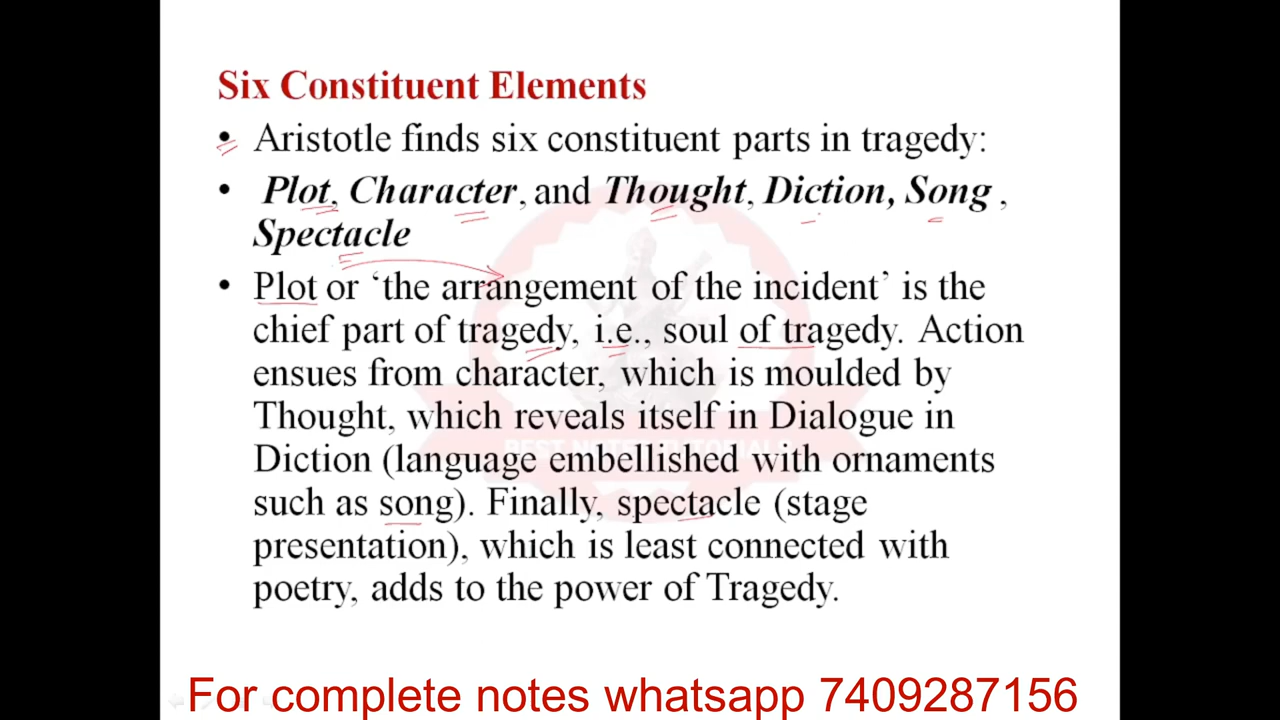 Six Constituent Elements
• Aristotle finds six constituent parts in tragedy:
• Plot, Character, and Thought, Diction, Song ,
Spectacle
• Plot or ‘the arrangement of the incident’ is the
chief part of tragedy, i.e., soul of tragedy. Action
ensues from character, which is moulded by
Thought, which reveals itself in Dialogue in
Diction (language embellished with ornaments
such as song). Finally, spectacle (stage
presentation), which is least connected with
poetry, adds to the power of Tragedy.
For complete notes whatsapp 7409287156